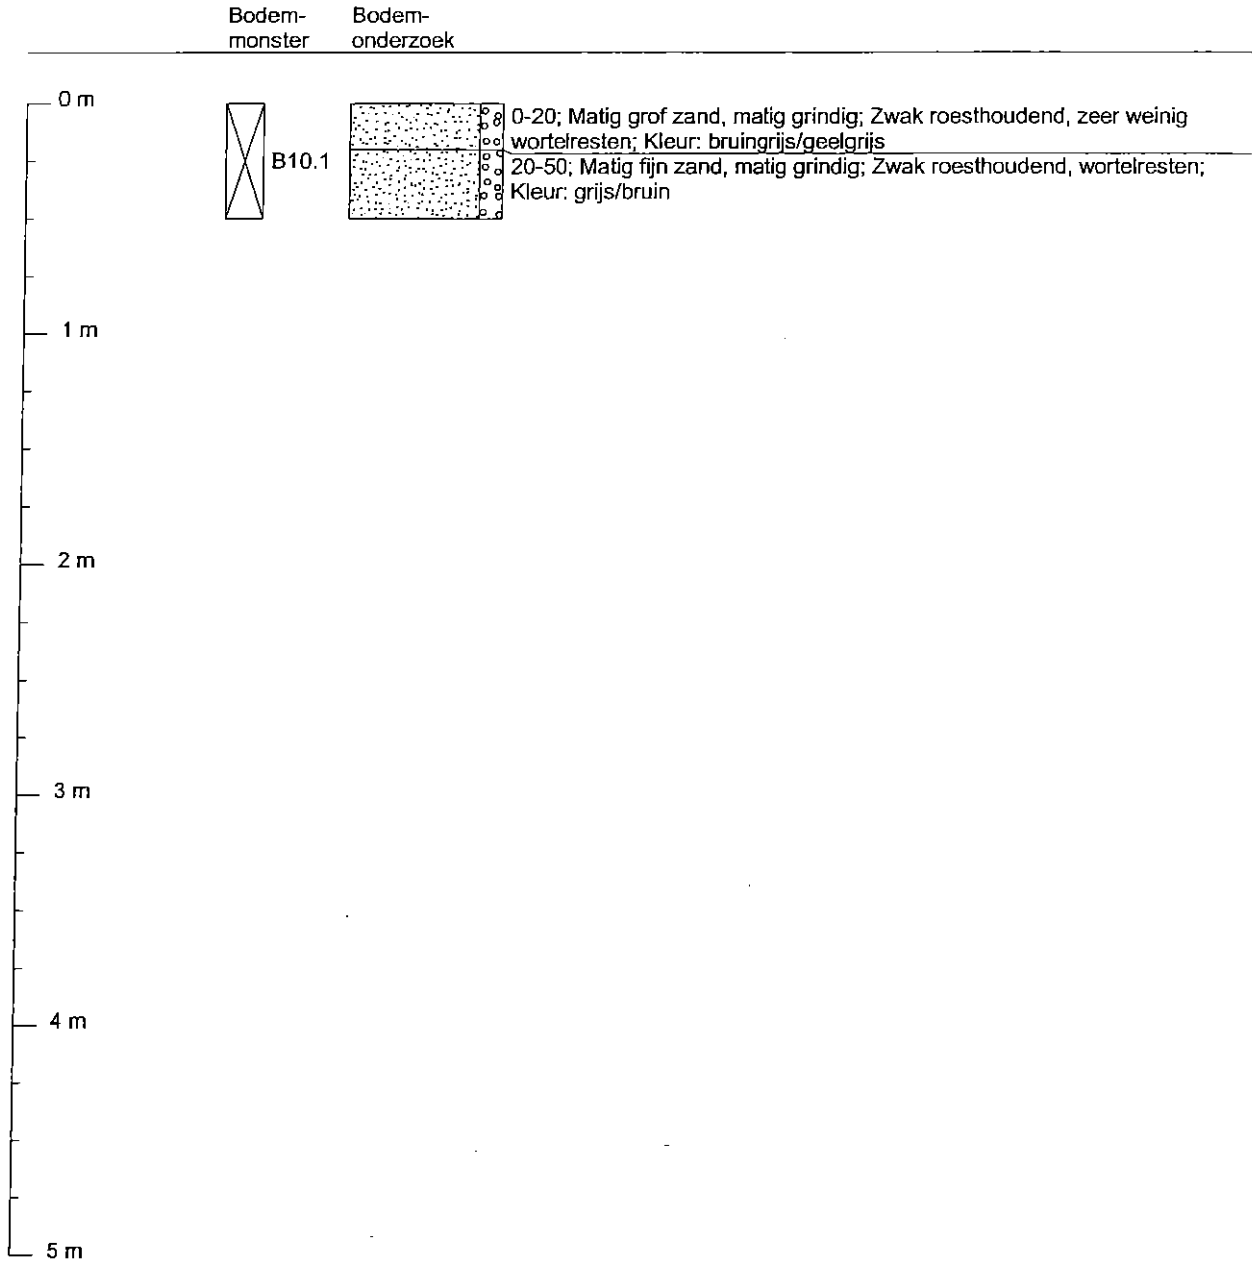 Bodem-
monster
Bodem-
onderzoek
0 m
B10.1
0-20; Matig grof zand, matig grindig; Zwak roesthoudend, zeer weinig
wortelresten; Kleur: bruingrijs/geelgrijs
20-50; Matig fijn zand, matig grindig; Zwak roesthoudend, wortelresten;
Kleur: grijs/bruin
1 m
2 m
3 m
4 m
5 m